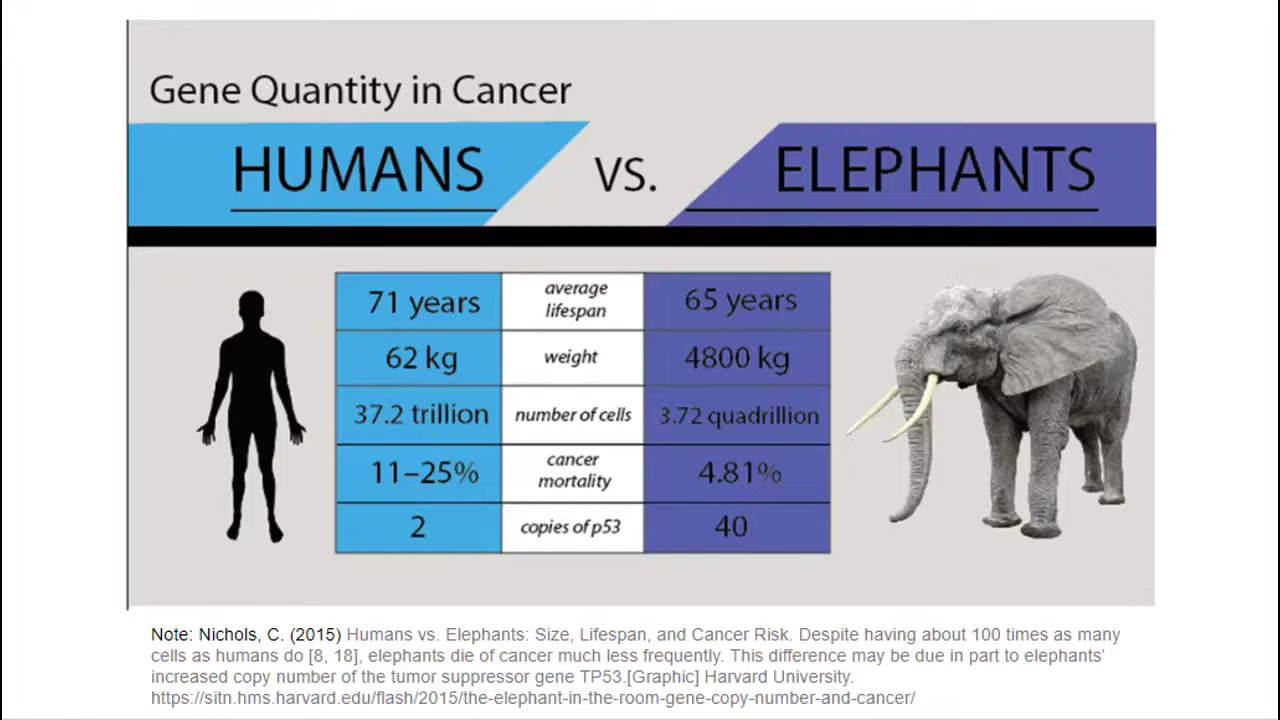 Gene Quantity in Cancer
HUMANS VS. ELEPHANTS
71 years average lifespan 65 years
62 kg weight 4800 kg
37.2 trillion number of cells 3.72 quadrillion
11–25% cancer mortality 4.81%
2 copies of p53 40
Note: Nichols, C. (2015) Humans vs. Elephants: Size, Lifespan, and Cancer Risk. Despite having about 100 times as many
cells as humans do [8, 18], elephants die of cancer much less frequently. This difference may be due in part to elephants’
increased copy number of the tumor suppressor gene TP53.[Graphic] Harvard University.
https://sitn.hms.harvard.edu/flash/2015/the-elephant-in-the-room-gene-copy-number-and-cancer/